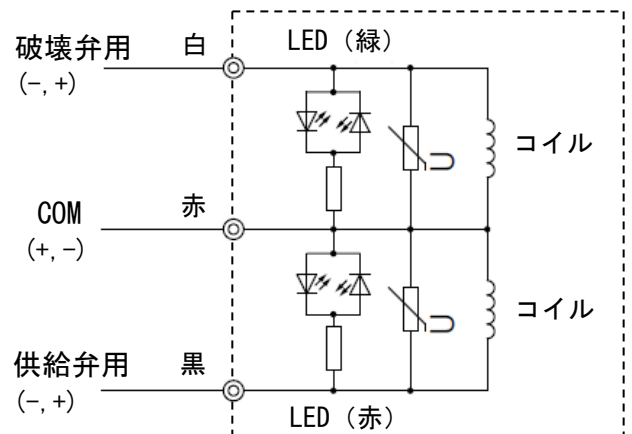 LED（緑）
破壊弁用 白
(−,+)
コイル
COM 赤
(+,−)
コイル
供給弁用 黒
(−,+)
LED（赤）